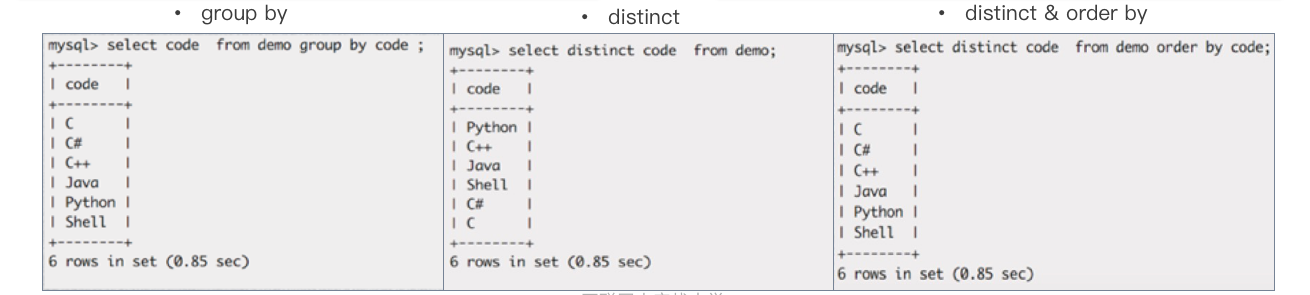 • group by
mysql> select code  from demo group by code ;
+--------+
| code   |
+--------+
| C      |
| C#     |
| C++    |
| Java   |
| Python |
| Shell  |
+--------+
6 rows in set (0.85 sec)
• distinct
mysql> select distinct code  from demo;
+--------+
| code   |
+--------+
| Python |
| C++    |
| Java   |
| Shell  |
| C#     |
| C      |
+--------+
6 rows in set (0.85 sec)
• distinct & order by
mysql> select distinct code  from demo order by code;
+--------+
| code   |
+--------+
| C      |
| C#     |
| C++    |
| Java   |
| Python |
| Shell  |
+--------+
6 rows in set (0.85 sec)